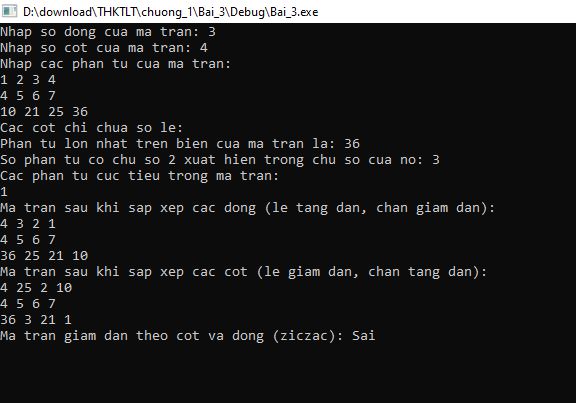 D:\download\THKTLT\chuong_1\Bai_3\Debug\Bai_3.exe
Nhap so dong cua ma tran: 3
Nhap so cot cua ma tran: 4
Nhap cac phan tu cua ma tran:
1 2 3 4
4 5 6 7
10 21 25 36
Cac cot chi chua so le:
Phan tu lon nhat tren bien cua ma tran la: 36
So phan tu co chu so 2 xuat hien trong chu so cua no: 3
Cac phan tu cuc tieu trong ma tran:
1
Ma tran sau khi sap xep cac dong (le tang dan, chan giam dan):
4 3 2 1
4 5 6 7
36 25 21 10
Ma tran sau khi sap xep cac cot (le giam dan, chan tang dan):
4 25 2 10
4 5 6 7
36 3 21 1
Ma tran giam dan theo cot va dong (ziczac): Sai